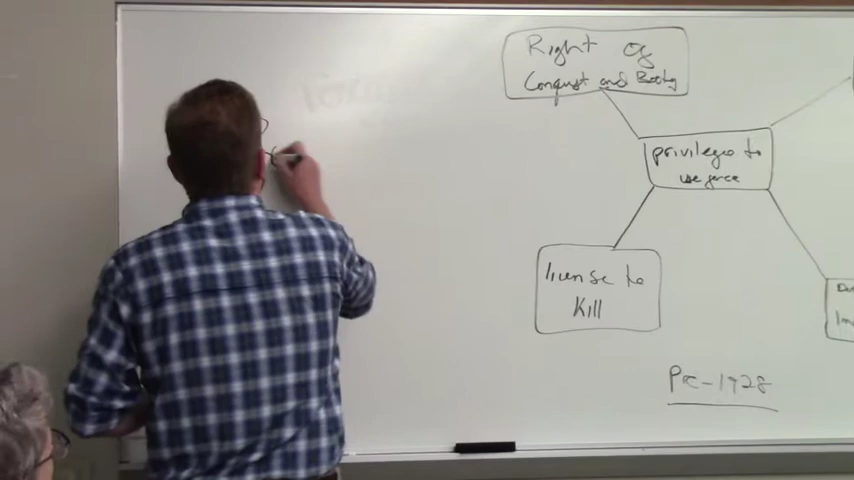 Right of
Conquest and Booty
privilege to
use force
license to
Kill
Pre-1928